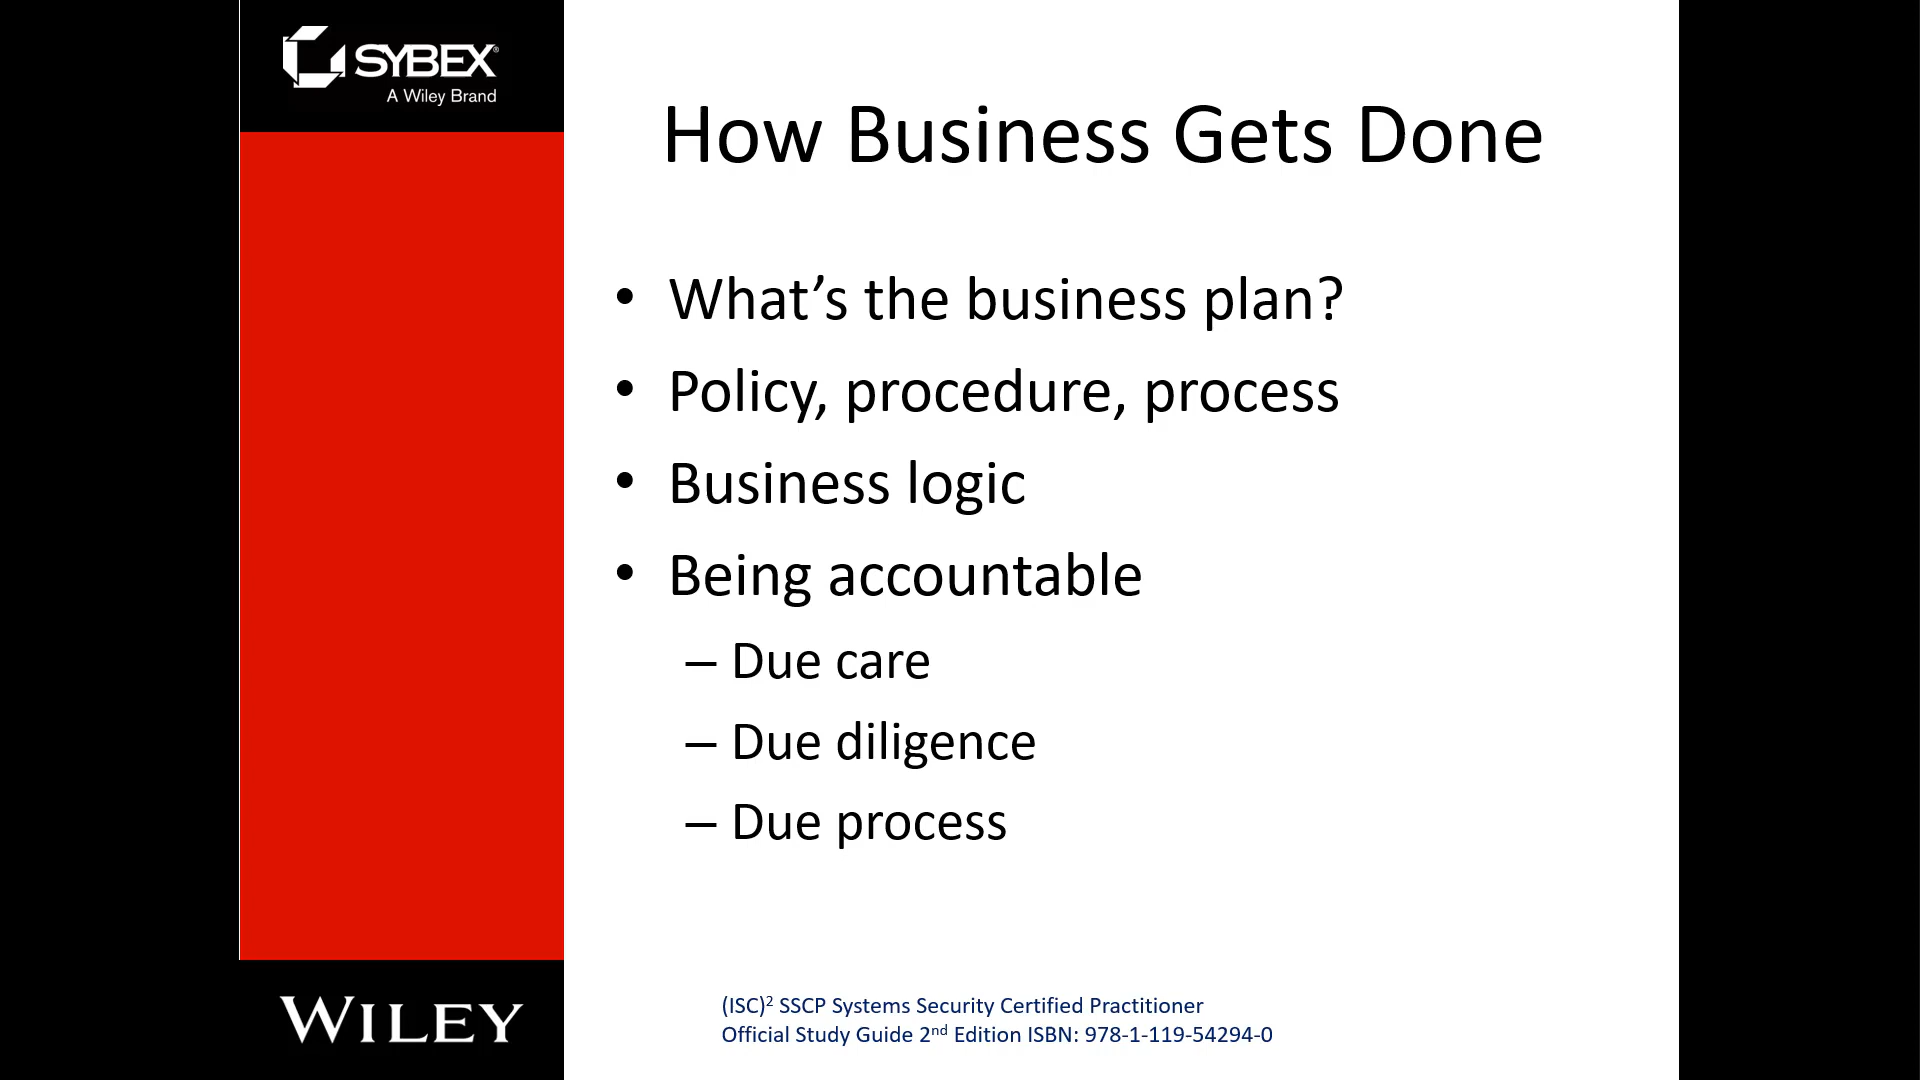 SYBEX®
A Wiley Brand
How Business Gets Done
• What’s the business plan?
• Policy, procedure, process
• Business logic
• Being accountable
– Due care
– Due diligence
– Due process
WILEY
(ISC)² SSCP Systems Security Certified Practitioner
Official Study Guide 2nd Edition ISBN: 978-1-119-54294-0